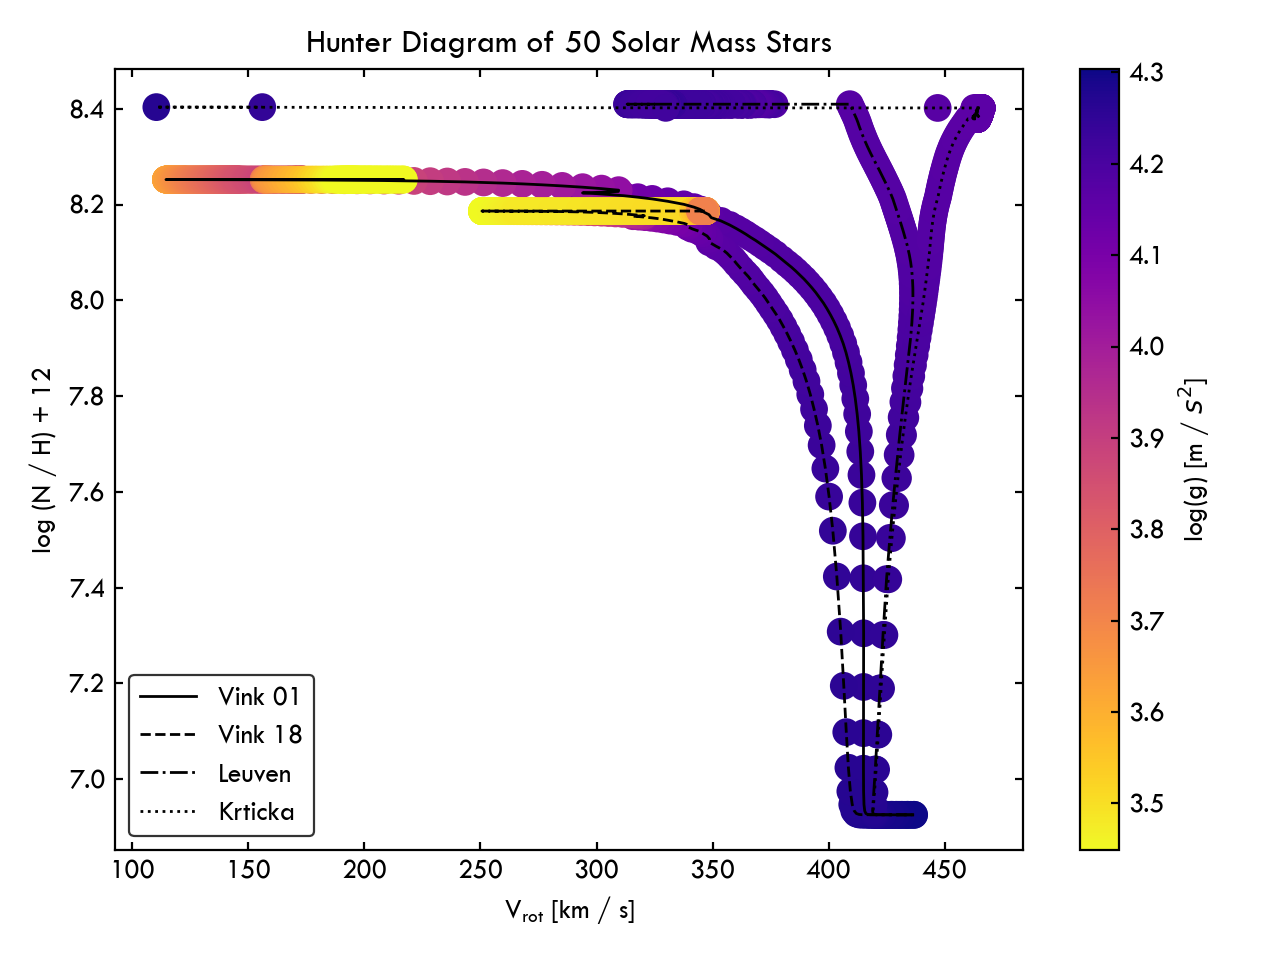 Hunter Diagram of 50 Solar Mass Stars
8.4
8.2
8.0
7.8
7.6
7.4
7.2
7.0
log (N / H) + 12
100 150 200 250 300 350 400 450
V_rot [km / s]
Vink 01
Vink 18
Leuven
Krticka
4.3
4.2
4.1
4.0
3.9
3.8
3.7
3.6
3.5
log(g) [m / s²]